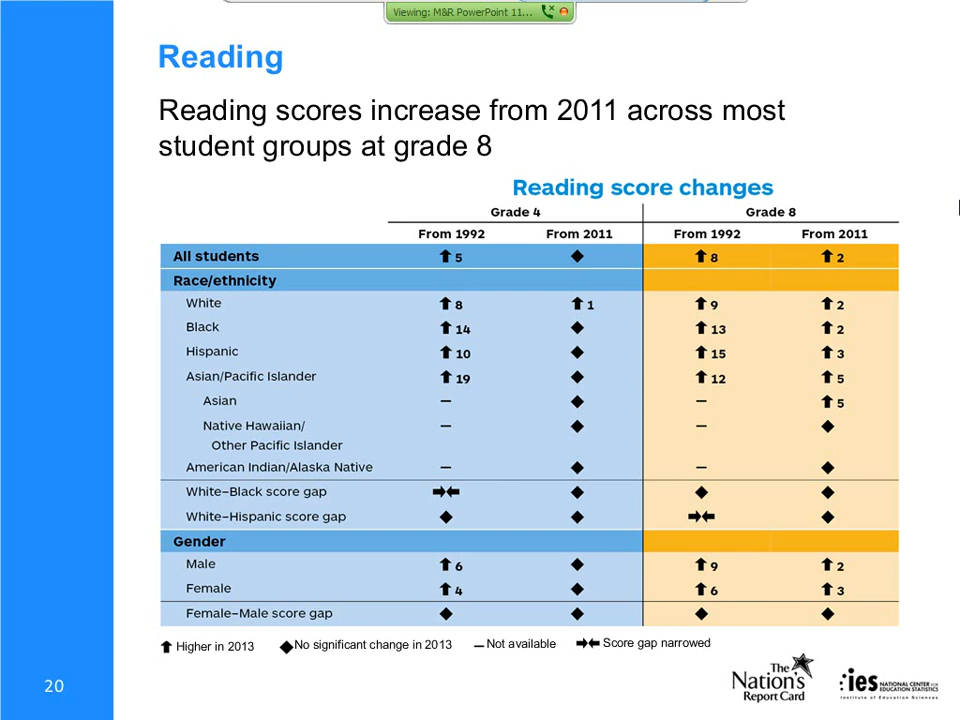 Viewing: M&R PowerPoint 11...
Reading
Reading scores increase from 2011 across most
student groups at grade 8
Reading score changes
Grade 4 Grade 8
From 1992 From 2011 From 1992 From 2011
All students 5 8 2
Race/ethnicity
White 8 1 9 2
Black 14 13 2
Hispanic 10 15 3
Asian/Pacific Islander 19 12 5
Asian – – 5
Native Hawaiian/ – –
Other Pacific Islander
American Indian/Alaska Native – –
White–Black score gap
White–Hispanic score gap
Gender
Male 6 9 2
Female 4 6 3
Female–Male score gap
Higher in 2013 No significant change in 2013 – Not available Score gap narrowed
20
The
Nation's
Report Card
ies NATIONAL CENTER FOR
EDUCATION STATISTICS
Institute of Education Sciences